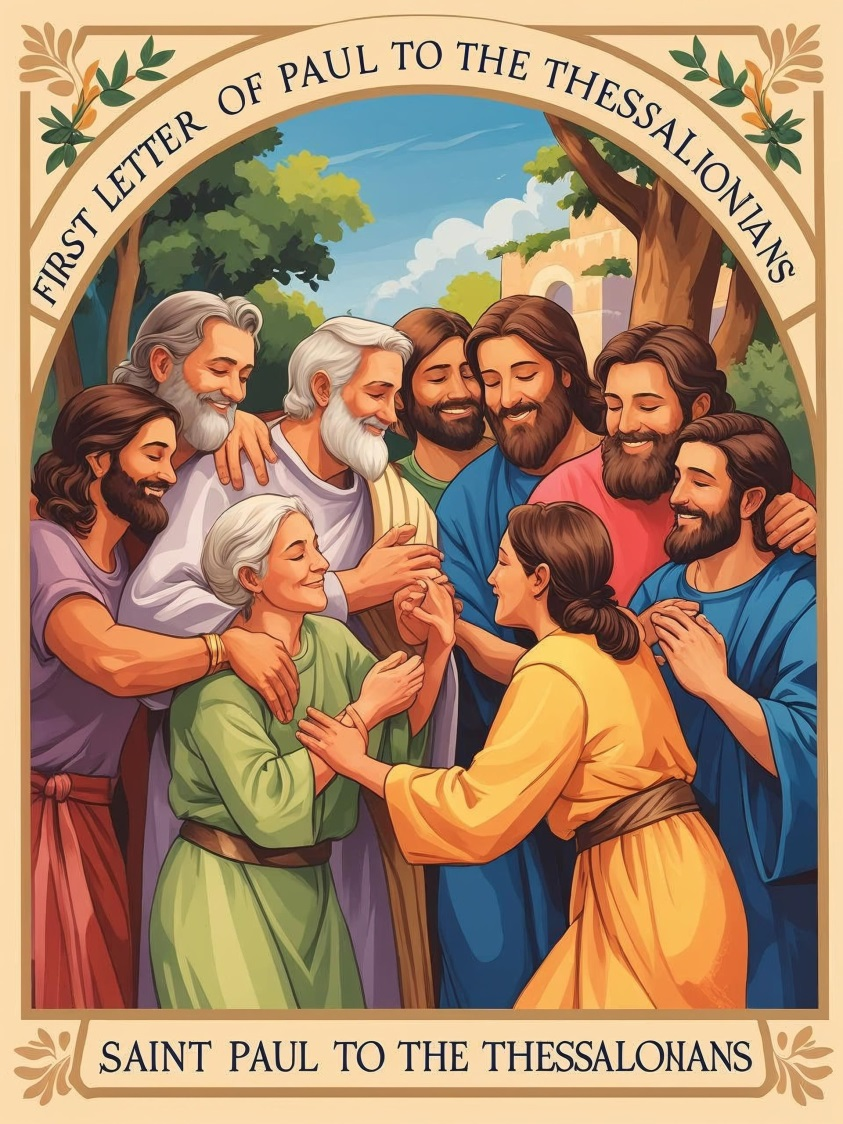 FIRST LETTER OF PAUL TO THE THESSALIONIANS
SAINT PAUL TO THE THESSALONANS